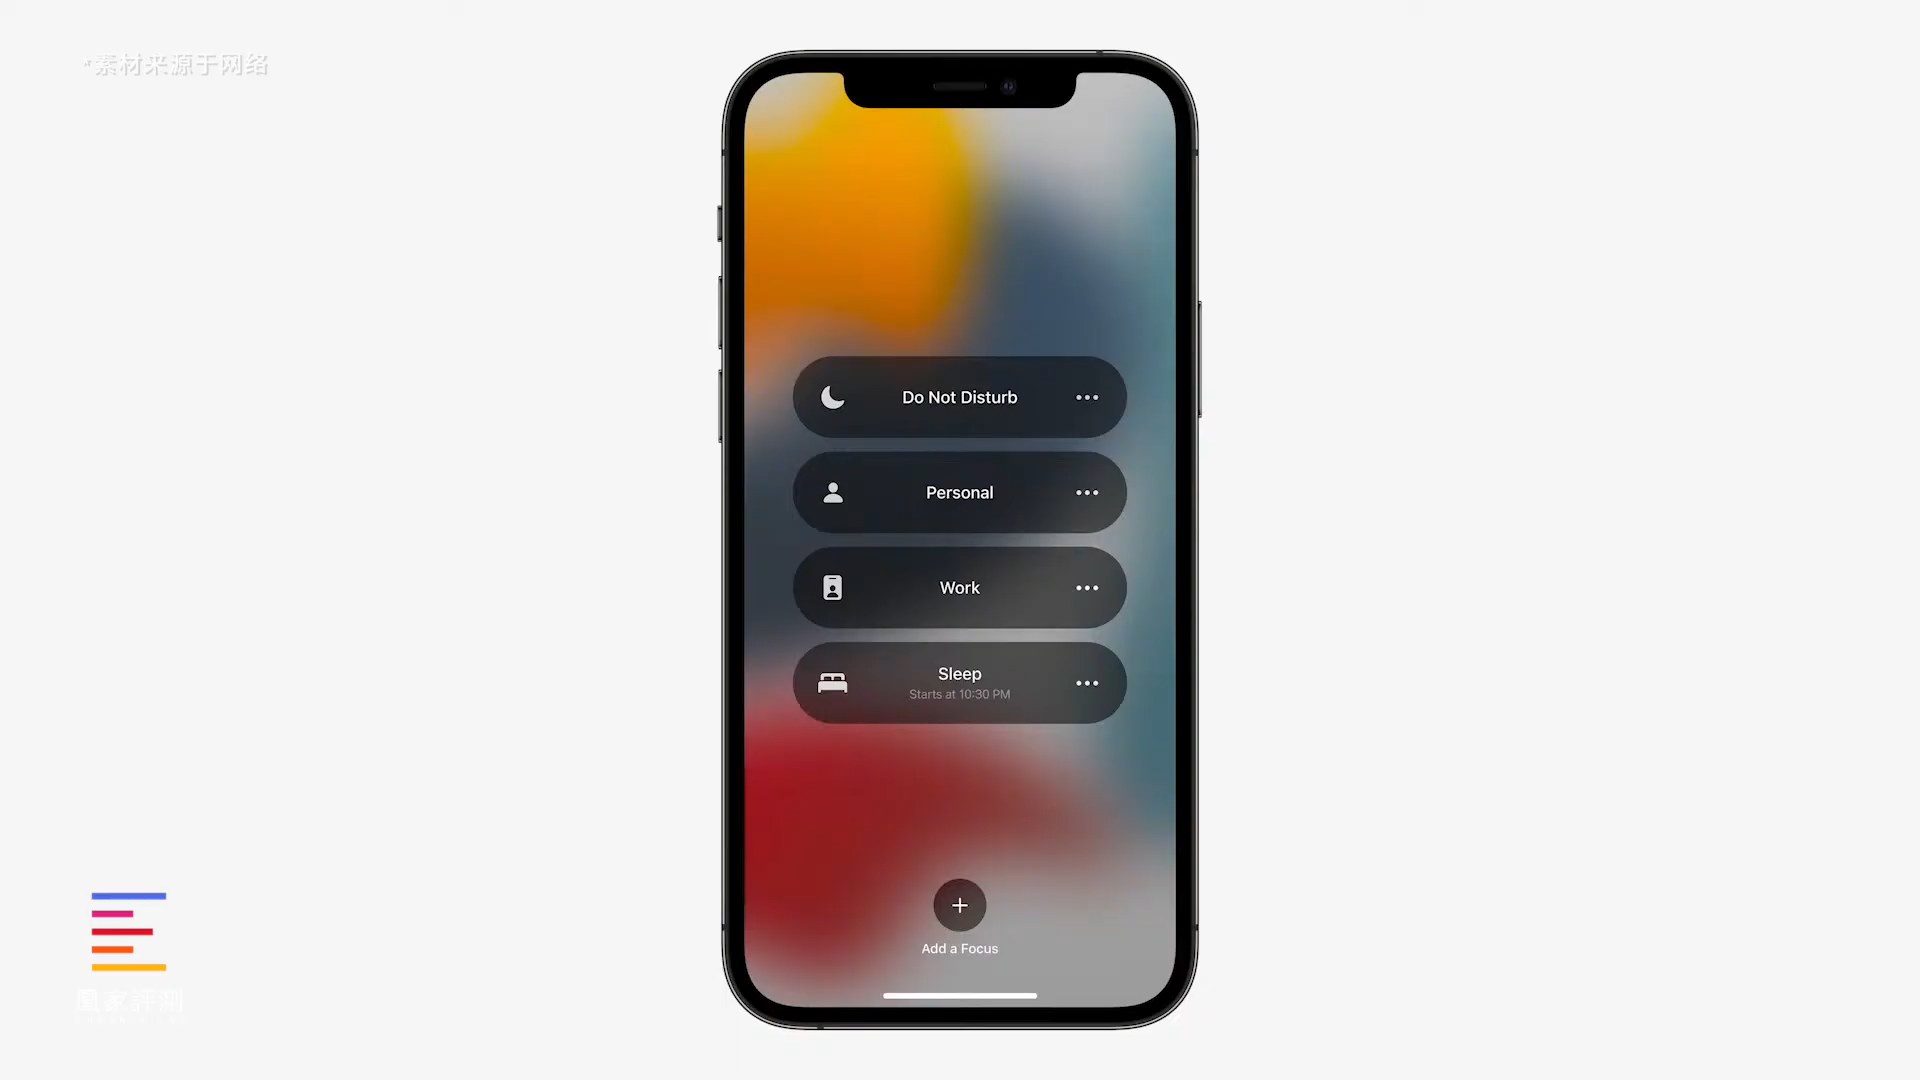 *素材来源于网络
Do Not Disturb
Personal
Work
Sleep
Starts at 10:30 PM
Add a Focus